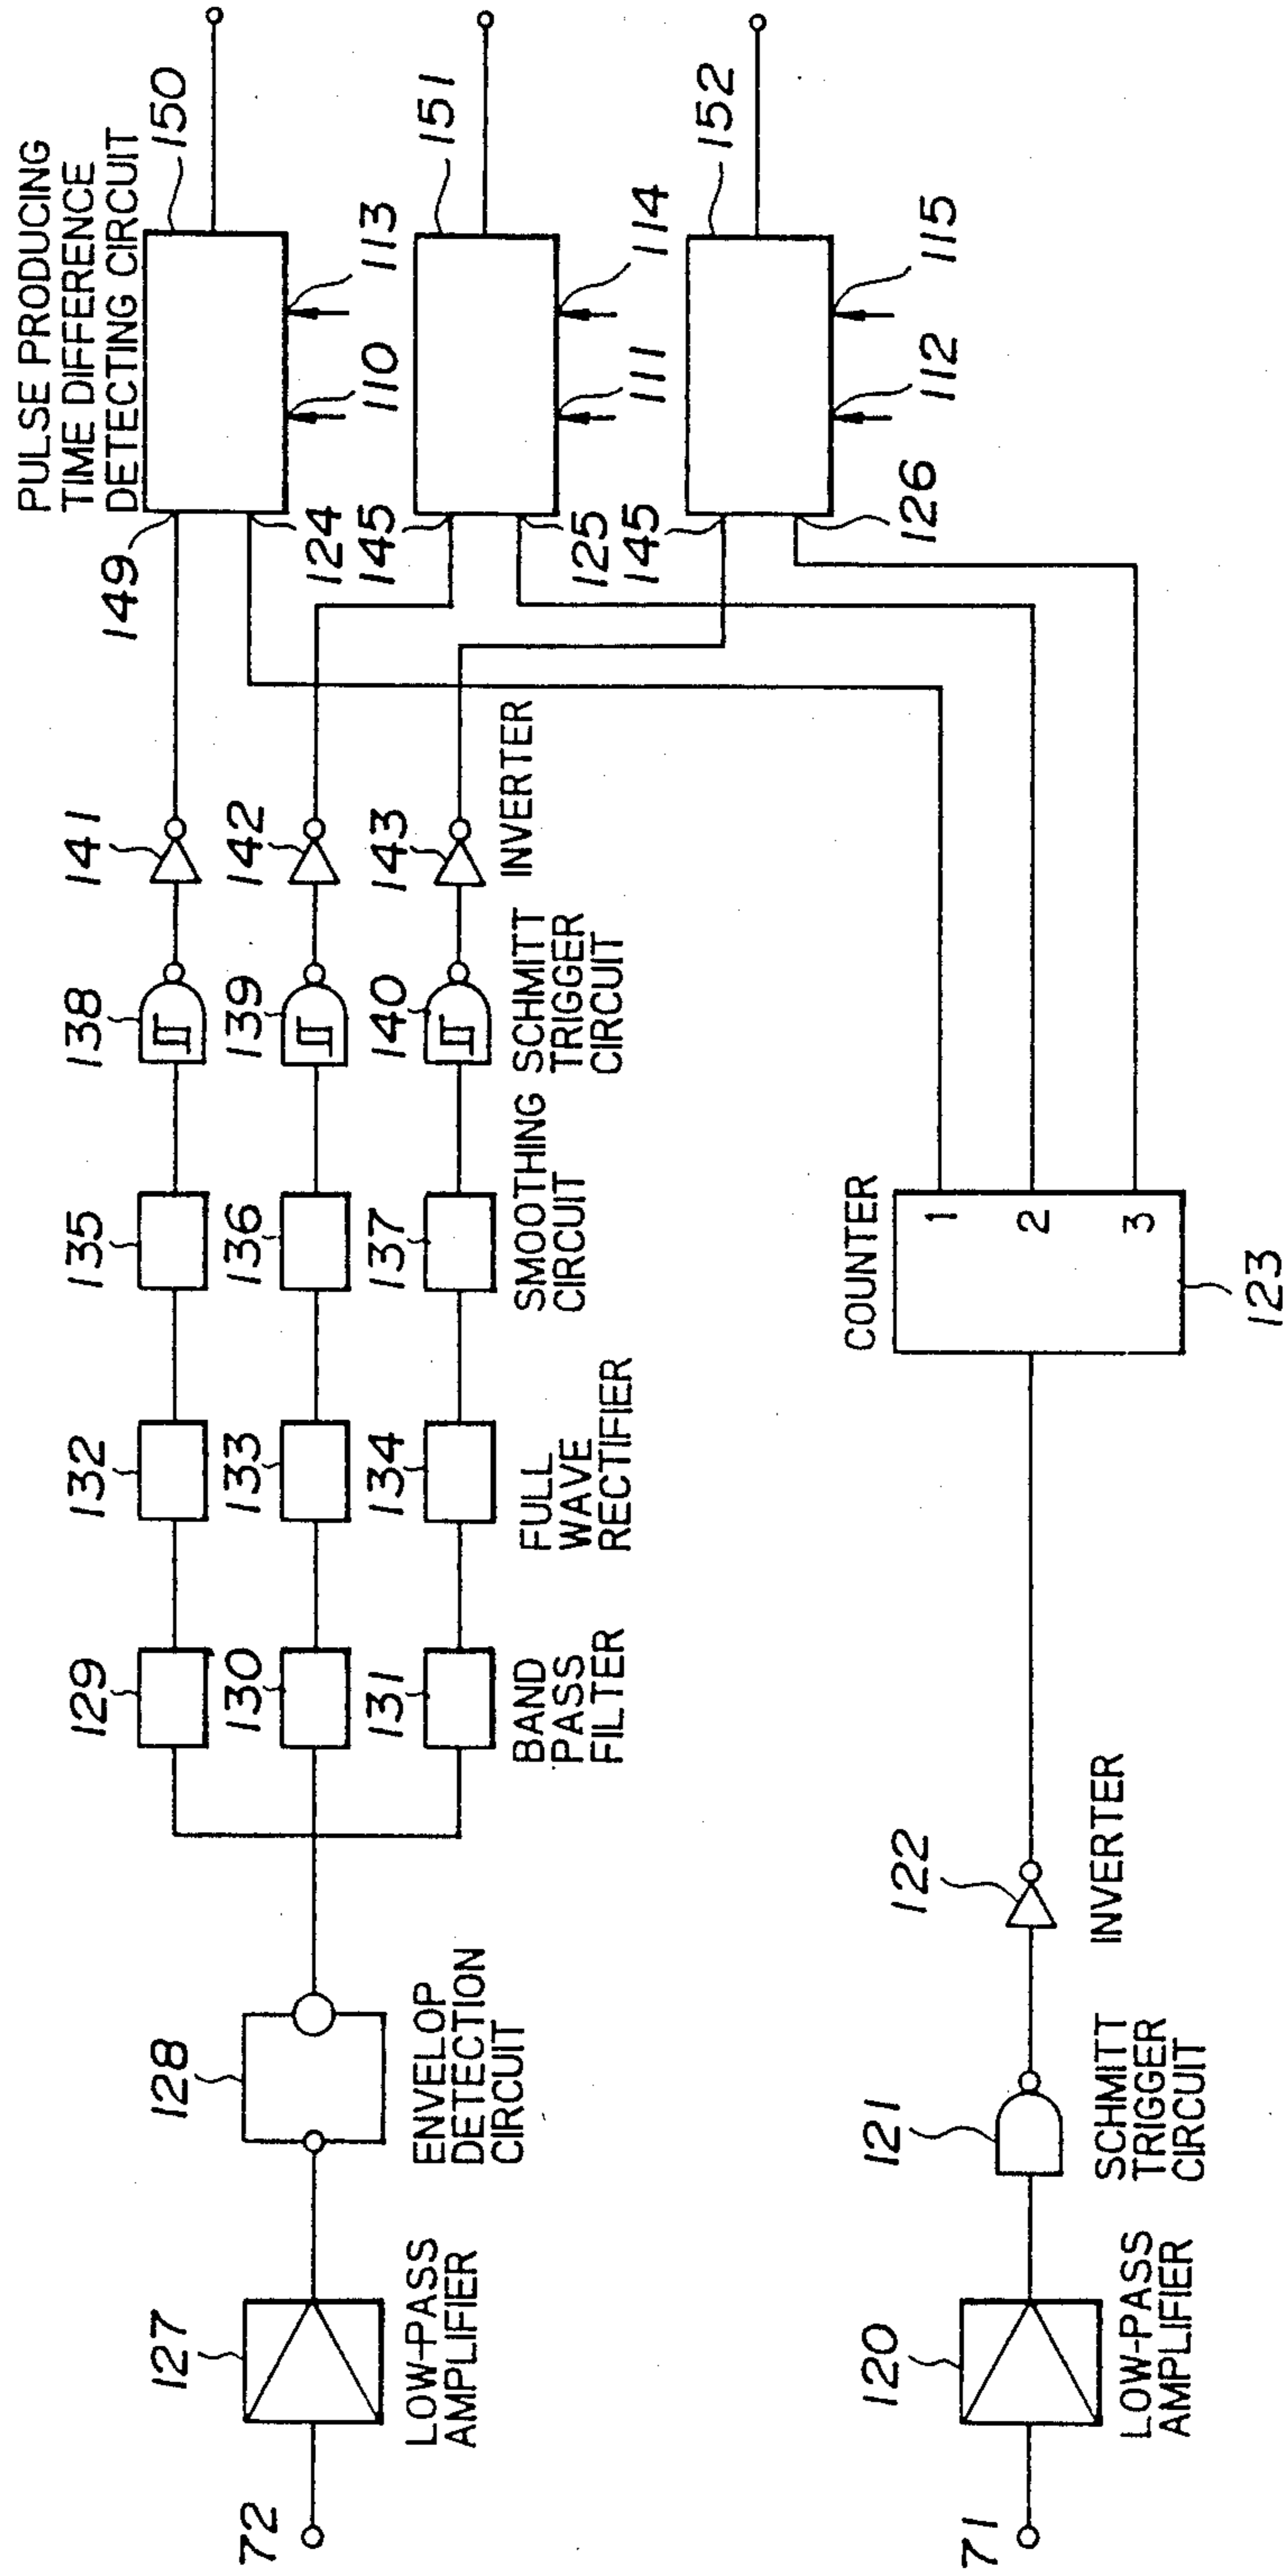 72
127
LOW-PASS
AMPLIFIER
128
ENVELOP
DETECTION
CIRCUIT
129
130
131
BAND
PASS
FILTER
132
133
134
FULL
WAVE
RECTIFIER
135
136
137
SMOOTHING
CIRCUIT
138
139
140
SCHMITT
TRIGGER
CIRCUIT
141
142
143
INVERTER
PULSE PRODUCING
TIME DIFFERENCE
DETECTING CIRCUIT
149
150
124
110
113
145
151
125
111
114
145
152
126
112
115
71
120
LOW-PASS
AMPLIFIER
121
SCHMITT
TRIGGER
CIRCUIT
122
INVERTER
COUNTER
1
2
3
123